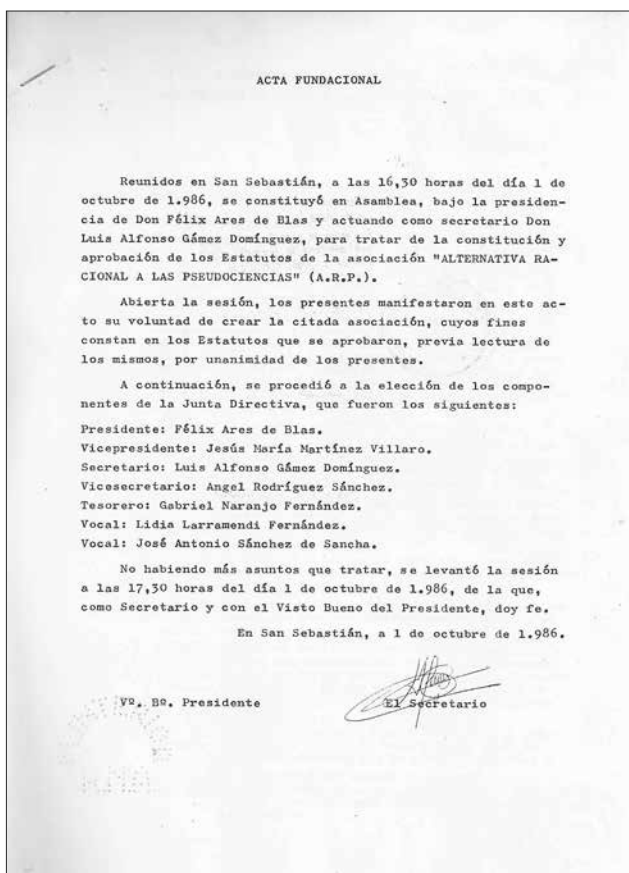 ACTA FUNDACIONAL
Reunidos en San Sebastián, a las 16,30 horas del día 1 de
octubre de 1.986, se constituyó en Asamblea, bajo la presiden-
cia de Don Félix Ares de Blas y actuando como secretario Don
Luis Alfonso Gámez Domínguez, para tratar de la constitución y
aprobación de los Estatutos de la asociación "ALTERNATIVA RA-
CIONAL A LAS PSEUDOCIENCIAS" (A.R.P.).
Abierta la sesión, los presentes manifestaron en este ac-
to su voluntad de crear la citada asociación, cuyos fines
constan en los Estatutos que se aprobaron, previa lectura de
los mismos, por unanimidad de los presentes.
A continuación, se procedió a la elección de los compo-
nentes de la Junta Directiva, que fueron los siguientes:
Presidente: Félix Ares de Blas.
Vicepresidente: Jesús María Martínez Villaro.
Secretario: Luis Alfonso Gámez Domínguez.
Vicesecretario: Angel Rodríguez Sánchez.
Tesorero: Gabriel Naranjo Fernández.
Vocal: Lidia Larramendi Fernández.
Vocal: José Antonio Sánchez de Sancha.
No habiendo más asuntos que tratar, se levantó la sesión
a las 17,30 horas del día 1 de octubre de 1.986, de la que,
como Secretario y con el Visto Bueno del Presidente, doy fe.
En San Sebastián, a 1 de octubre de 1.986.
Vº. Bº. Presidente
El Secretario